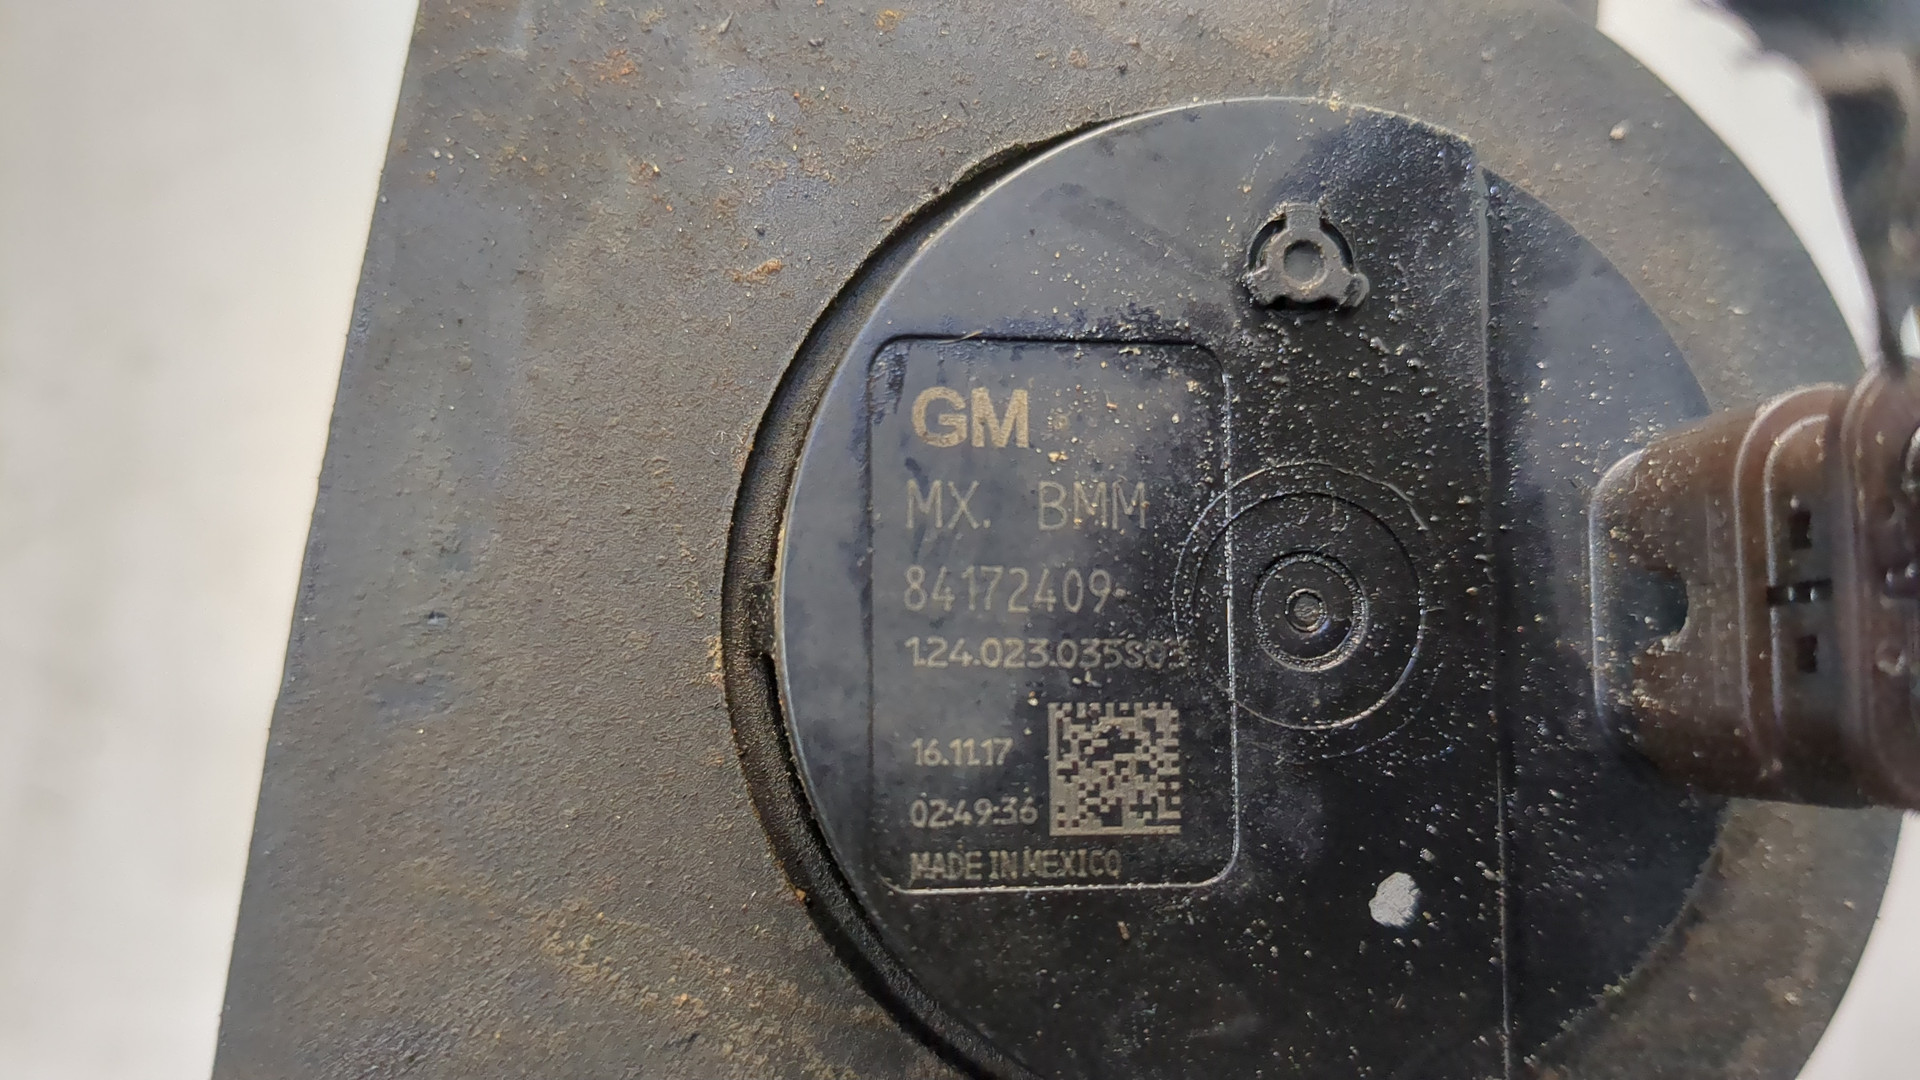 GM
MX. BMM
84172409-
1.24.023.035S03
16.11.17
02:49:36
MADE IN MEXICO